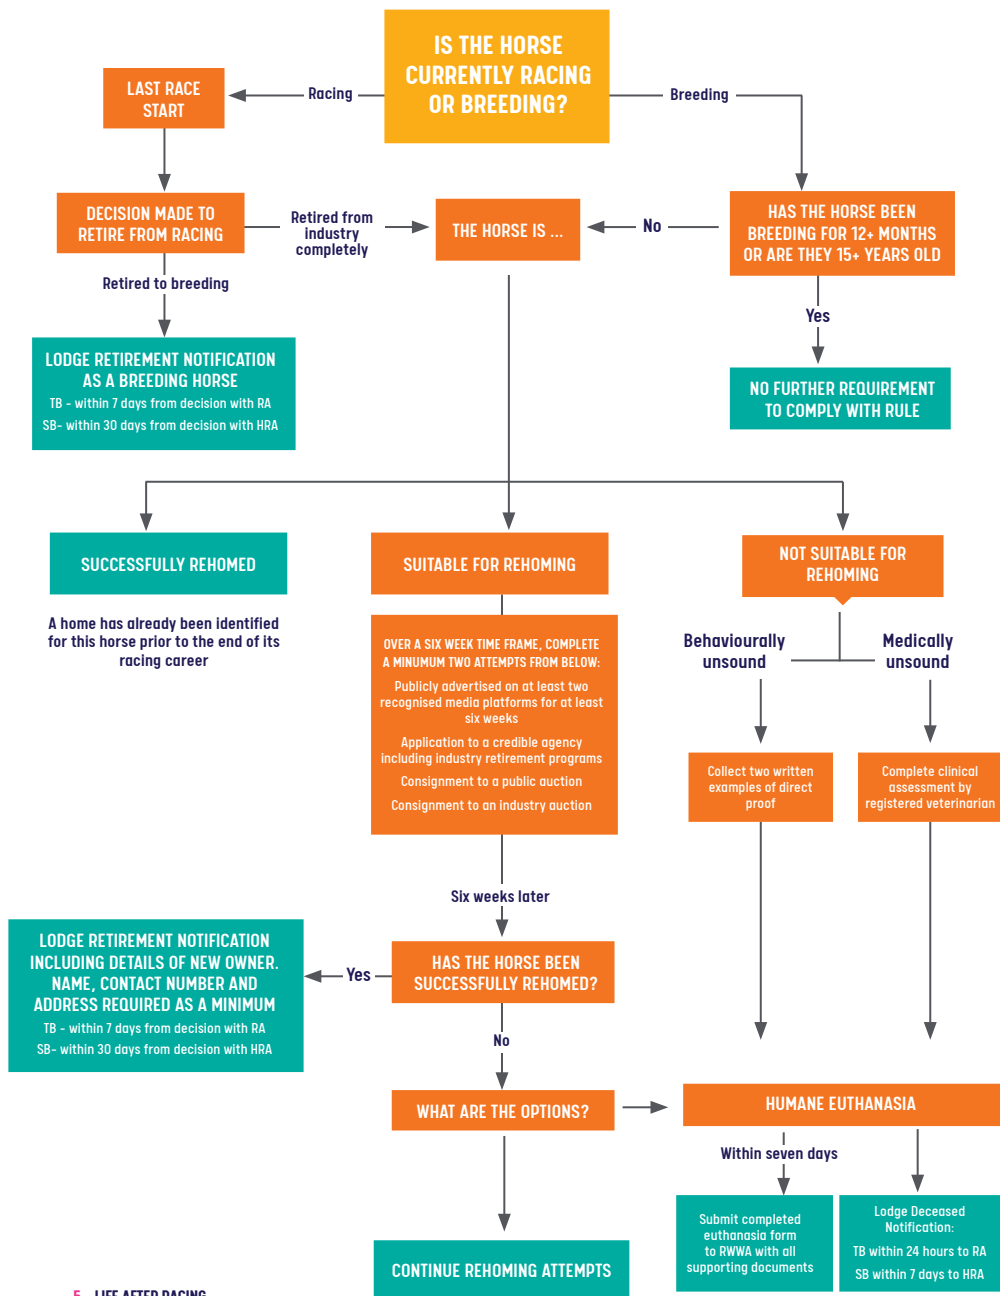 IS THE HORSE
CURRENTLY RACING
OR BREEDING?
Racing
Breeding
LAST RACE
START
DECISION MADE TO
RETIRE FROM RACING
Retired from
industry
completely
THE HORSE IS ...
No
HAS THE HORSE BEEN
BREEDING FOR 12+ MONTHS
OR ARE THEY 15+ YEARS OLD
Retired to breeding
Yes
LODGE RETIREMENT NOTIFICATION
AS A BREEDING HORSE
TB - within 7 days from decision with RA
SB- within 30 days from decision with HRA
NO FURTHER REQUIREMENT
TO COMPLY WITH RULE
SUCCESSFULLY REHOMED
A home has already been identified
for this horse prior to the end of its
racing career
SUITABLE FOR REHOMING
OVER A SIX WEEK TIME FRAME, COMPLETE
A MINUMUM TWO ATTEMPTS FROM BELOW:
Publicly advertised on at least two
recognised media platforms for at least
six weeks
Application to a credible agency
including industry retirement programs
Consignment to a public auction
Consignment to an industry auction
NOT SUITABLE FOR
REHOMING
Behaviourally
unsound
Medically
unsound
Collect two written
examples of direct
proof
Complete clinical
assessment by
registered veterinarian
Six weeks later
HAS THE HORSE BEEN
SUCCESSFULLY REHOMED?
Yes
LODGE RETIREMENT NOTIFICATION
INCLUDING DETAILS OF NEW OWNER.
NAME, CONTACT NUMBER AND
ADDRESS REQUIRED AS A MINIMUM
TB - within 7 days from decision with RA
SB- within 30 days from decision with HRA
No
WHAT ARE THE OPTIONS?
HUMANE EUTHANASIA
Within seven days
Submit completed
euthanasia form
to RWWA with all
supporting documents
Lodge Deceased
Notification:
TB within 24 hours to RA
SB within 7 days to HRA
CONTINUE REHOMING ATTEMPTS
5 LIFE AFTER RACING